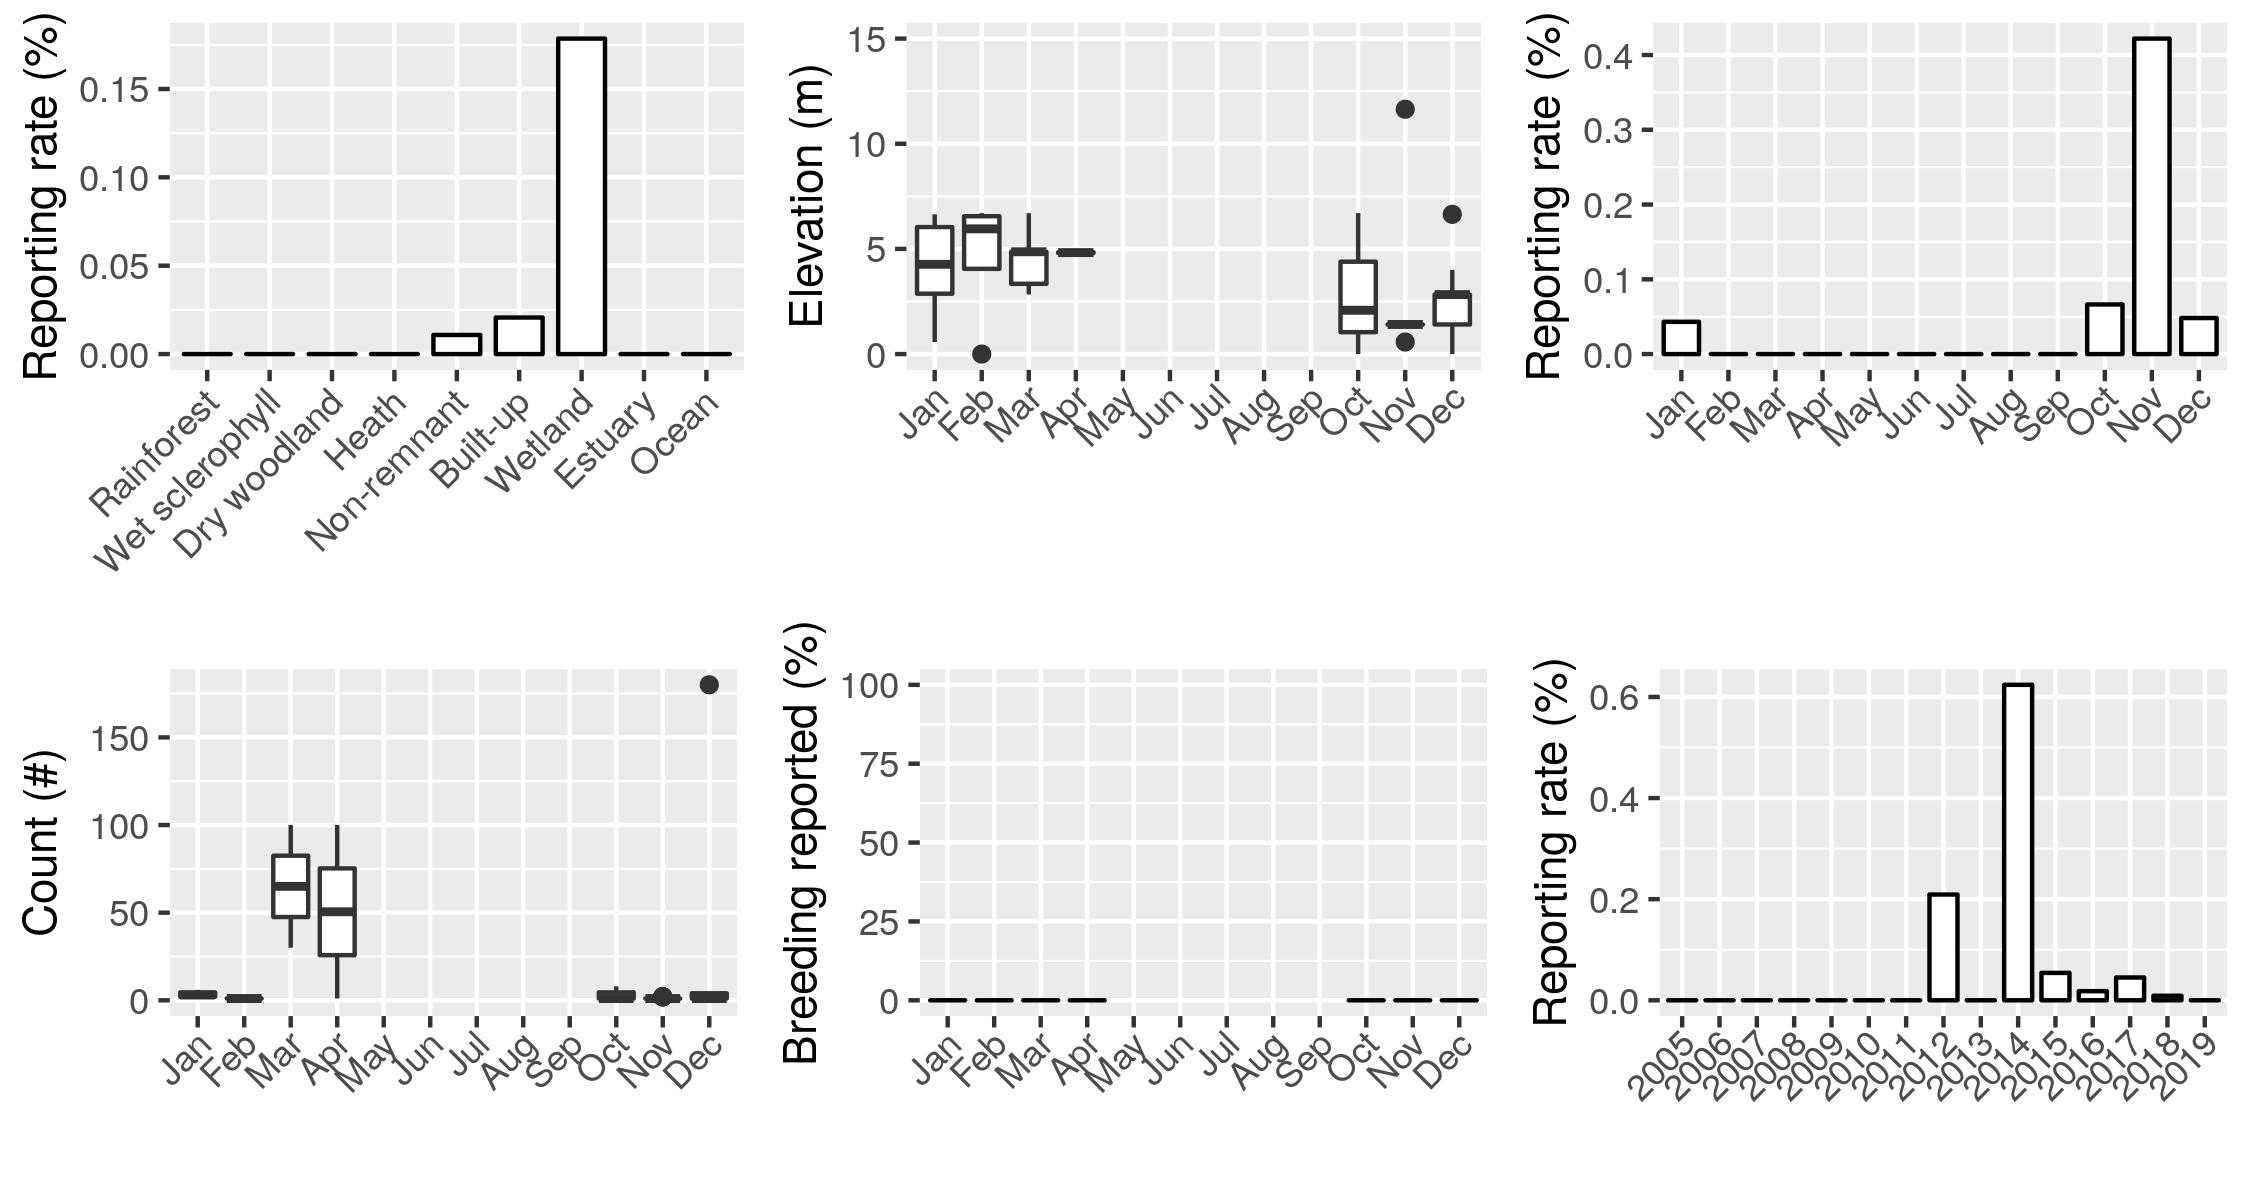 Reporting rate (%)
0.15
0.10
0.05
0.00
Rainforest
Wet sclerophyll
Dry woodland
Heath
Non-remnant
Built-up
Wetland
Estuary
Ocean
Elevation (m)
15
10
5
0
Jan
Feb
Mar
Apr
May
Jun
Jul
Aug
Sep
Oct
Nov
Dec
Reporting rate (%)
0.4
0.3
0.2
0.1
0.0
Jan
Feb
Mar
Apr
May
Jun
Jul
Aug
Sep
Oct
Nov
Dec
Count (#)
150
100
50
0
Jan
Feb
Mar
Apr
May
Jun
Jul
Aug
Sep
Oct
Nov
Dec
Breeding reported (%)
100
75
50
25
0
Jan
Feb
Mar
Apr
May
Jun
Jul
Aug
Sep
Oct
Nov
Dec
Reporting rate (%)
0.6
0.4
0.2
0.0
2005
2006
2007
2008
2009
2010
2011
2012
2013
2014
2015
2016
2017
2018
2019